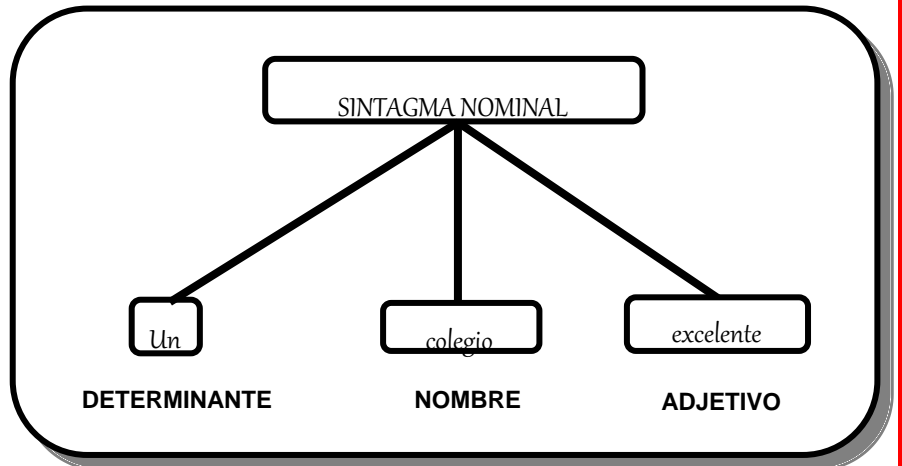 SINTAGMA NOMINAL
Un colegio excelente
DETERMINANTE NOMBRE ADJETIVO